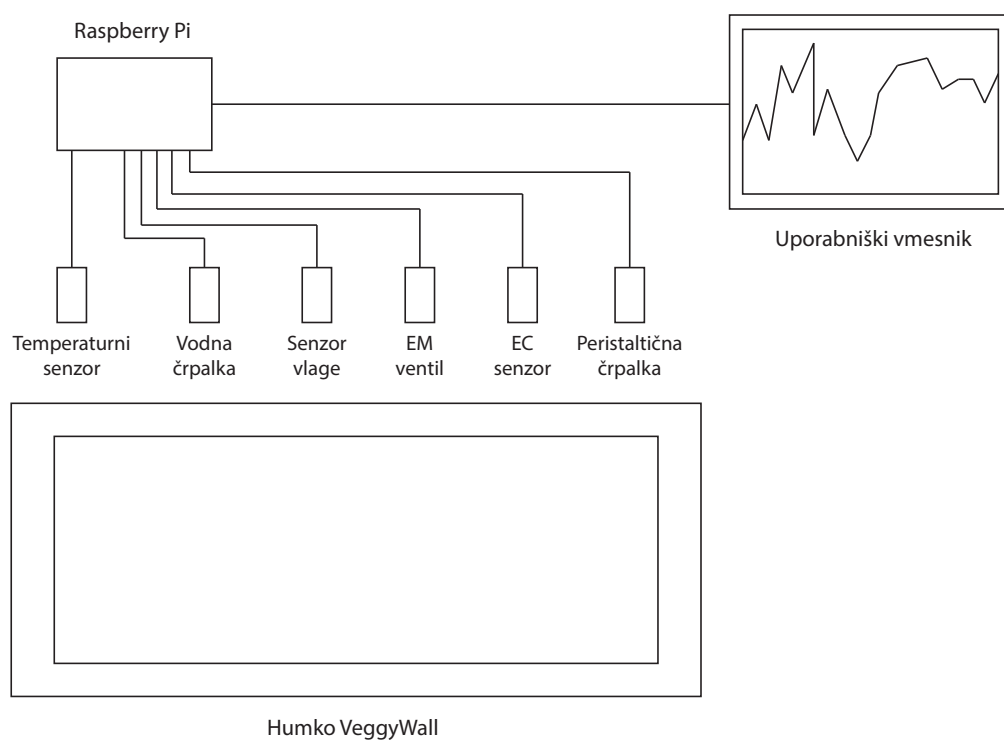 Raspberry Pi
Uporabniški vmesnik
Temperaturni
senzor
Vodna
črpalka
Senzor
vlage
EM
ventil
EC
senzor
Peristaltična
črpalka
Humko VeggyWall